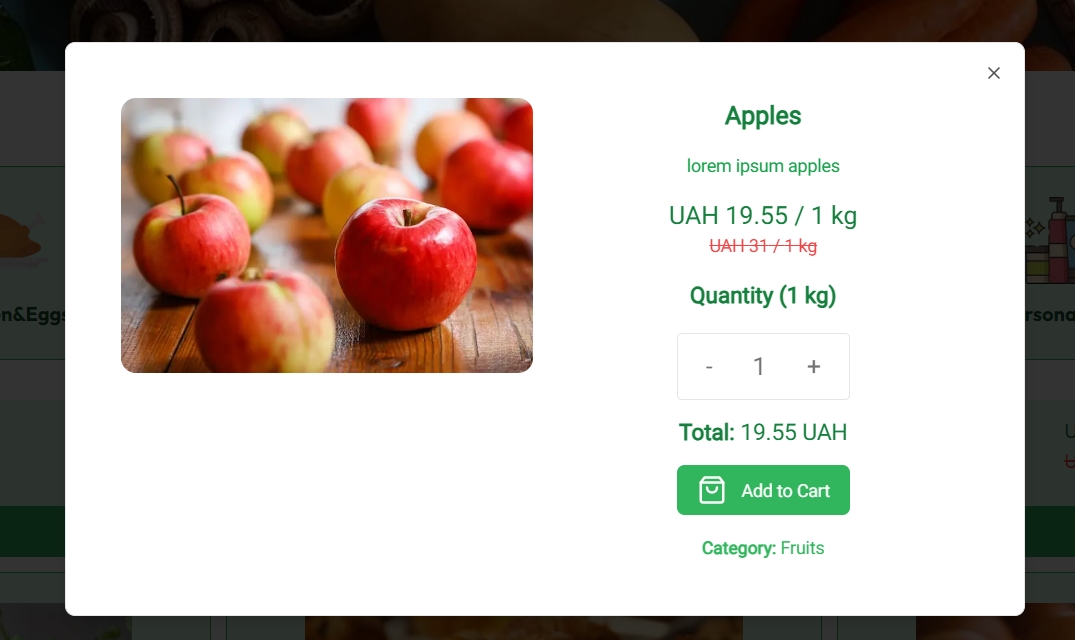 Apples
lorem ipsum apples
UAH 19.55 / 1 kg
UAH 31 / 1 kg
Quantity (1 kg)
- 1 +
Total: 19.55 UAH
Add to Cart
Category: Fruits
n&Eggs
rsona